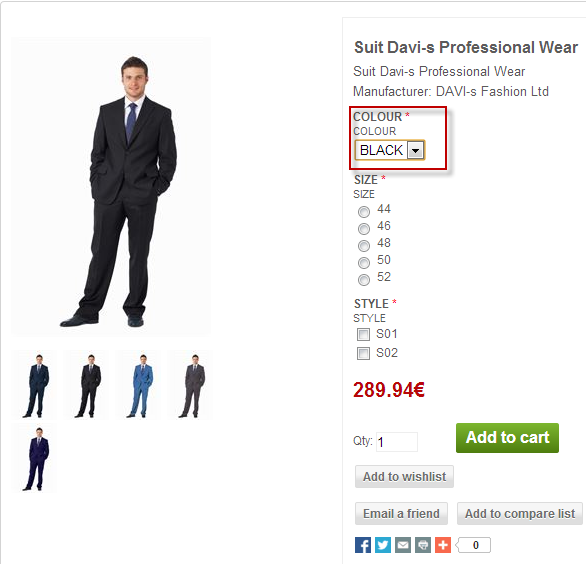 Suit Davi-s Professional Wear
Suit Davi-s Professional Wear
Manufacturer: DAVI-s Fashion Ltd
COLOUR *
COLOUR
BLACK
SIZE *
SIZE
44
46
48
50
52
STYLE *
STYLE
S01
S02
289.94€
Qty: 1 Add to cart
Add to wishlist
Email a friend Add to compare list
0